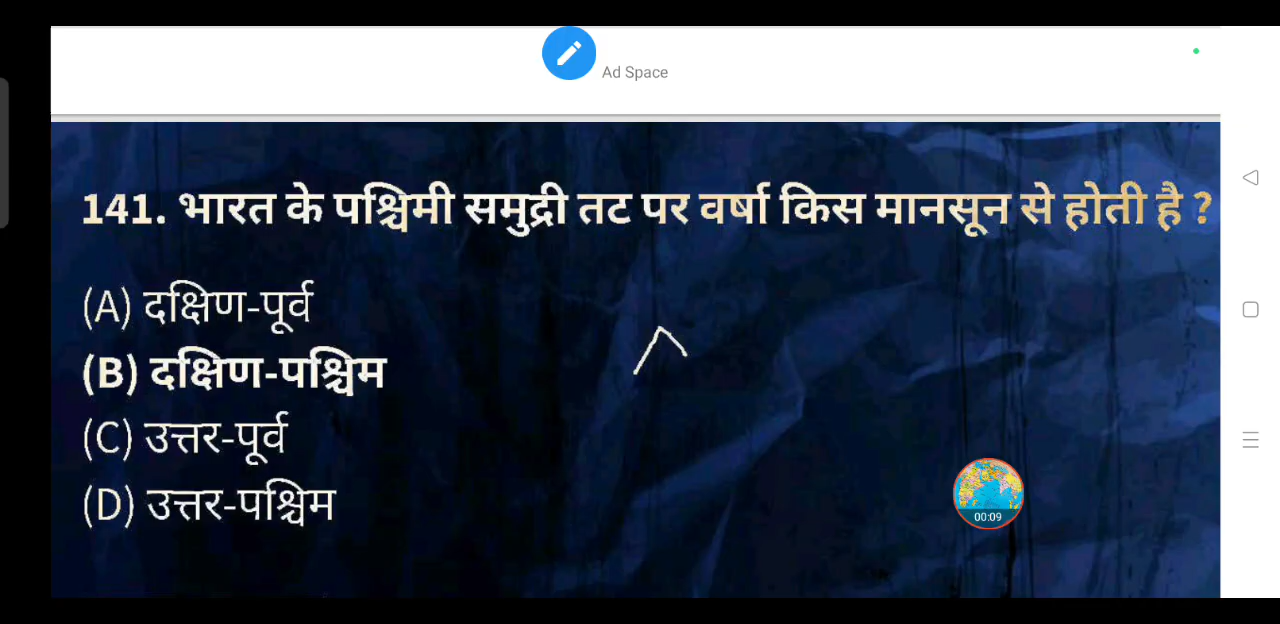 Ad Space
141. भारत के पश्चिमी समुद्री तट पर वर्षा किस मानसून से होती है ?
(A) दक्षिण-पूर्व
(B) दक्षिण-पश्चिम
(C) उत्तर-पूर्व
(D) उत्तर-पश्चिम
00:09